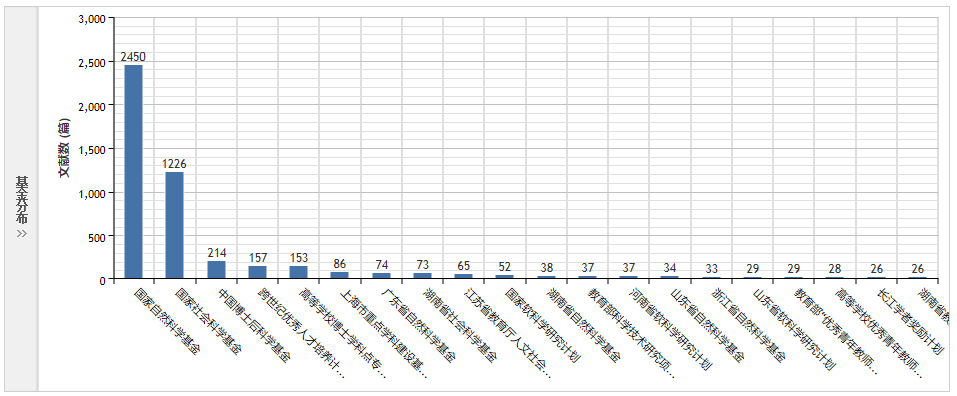 基金分布 >>
文献数 (篇)
3,000
2,500
2,000
1,500
1,000
500
0
2450
1226
214
157
153
86
74
73
65
52
38
37
37
34
33
29
29
28
26
26
国家自然科学基金
国家社会科学基金
中国博士后科学基金
跨世纪优秀人才培养计…
高等学校博士学科点专…
上海市重点学科建设基…
广东省自然科学基金
湖南省社会科学基金
江苏省教育厅人文社会…
国家软科学研究计划
湖南省自然科学基金
教育部科学技术研究项…
河南省软科学研究计划
山东省自然科学基金
浙江省自然科学基金
山东省软科学研究计划
教育部“优秀青年教师…
高等学校优秀青年教师…
长江学者奖励计划
湖南省教